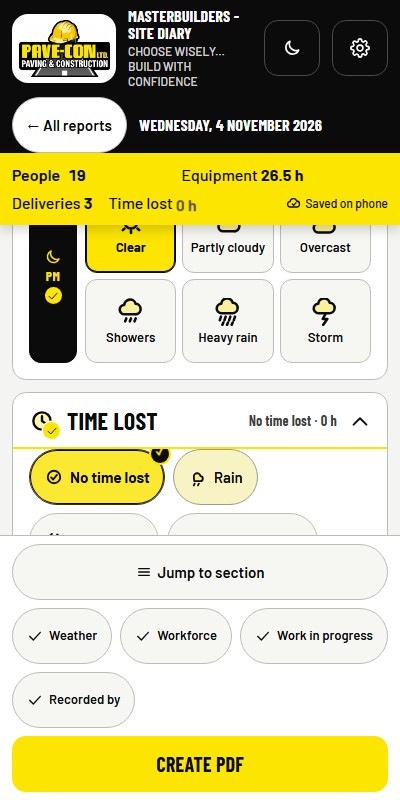 PAVE-CON LTD.
PAVING & CONSTRUCTION
MASTERBUILDERS -
SITE DIARY
CHOOSE WISELY...
BUILD WITH
CONFIDENCE
← All reports
WEDNESDAY, 4 NOVEMBER 2026
People 19
Equipment 26.5 h
Deliveries 3
Time lost 0 h
Saved on phone
PM
Clear
Partly cloudy
Overcast
Showers
Heavy rain
Storm
TIME LOST
No time lost · 0 h
No time lost
Rain
Jump to section
Weather
Workforce
Work in progress
Recorded by
CREATE PDF